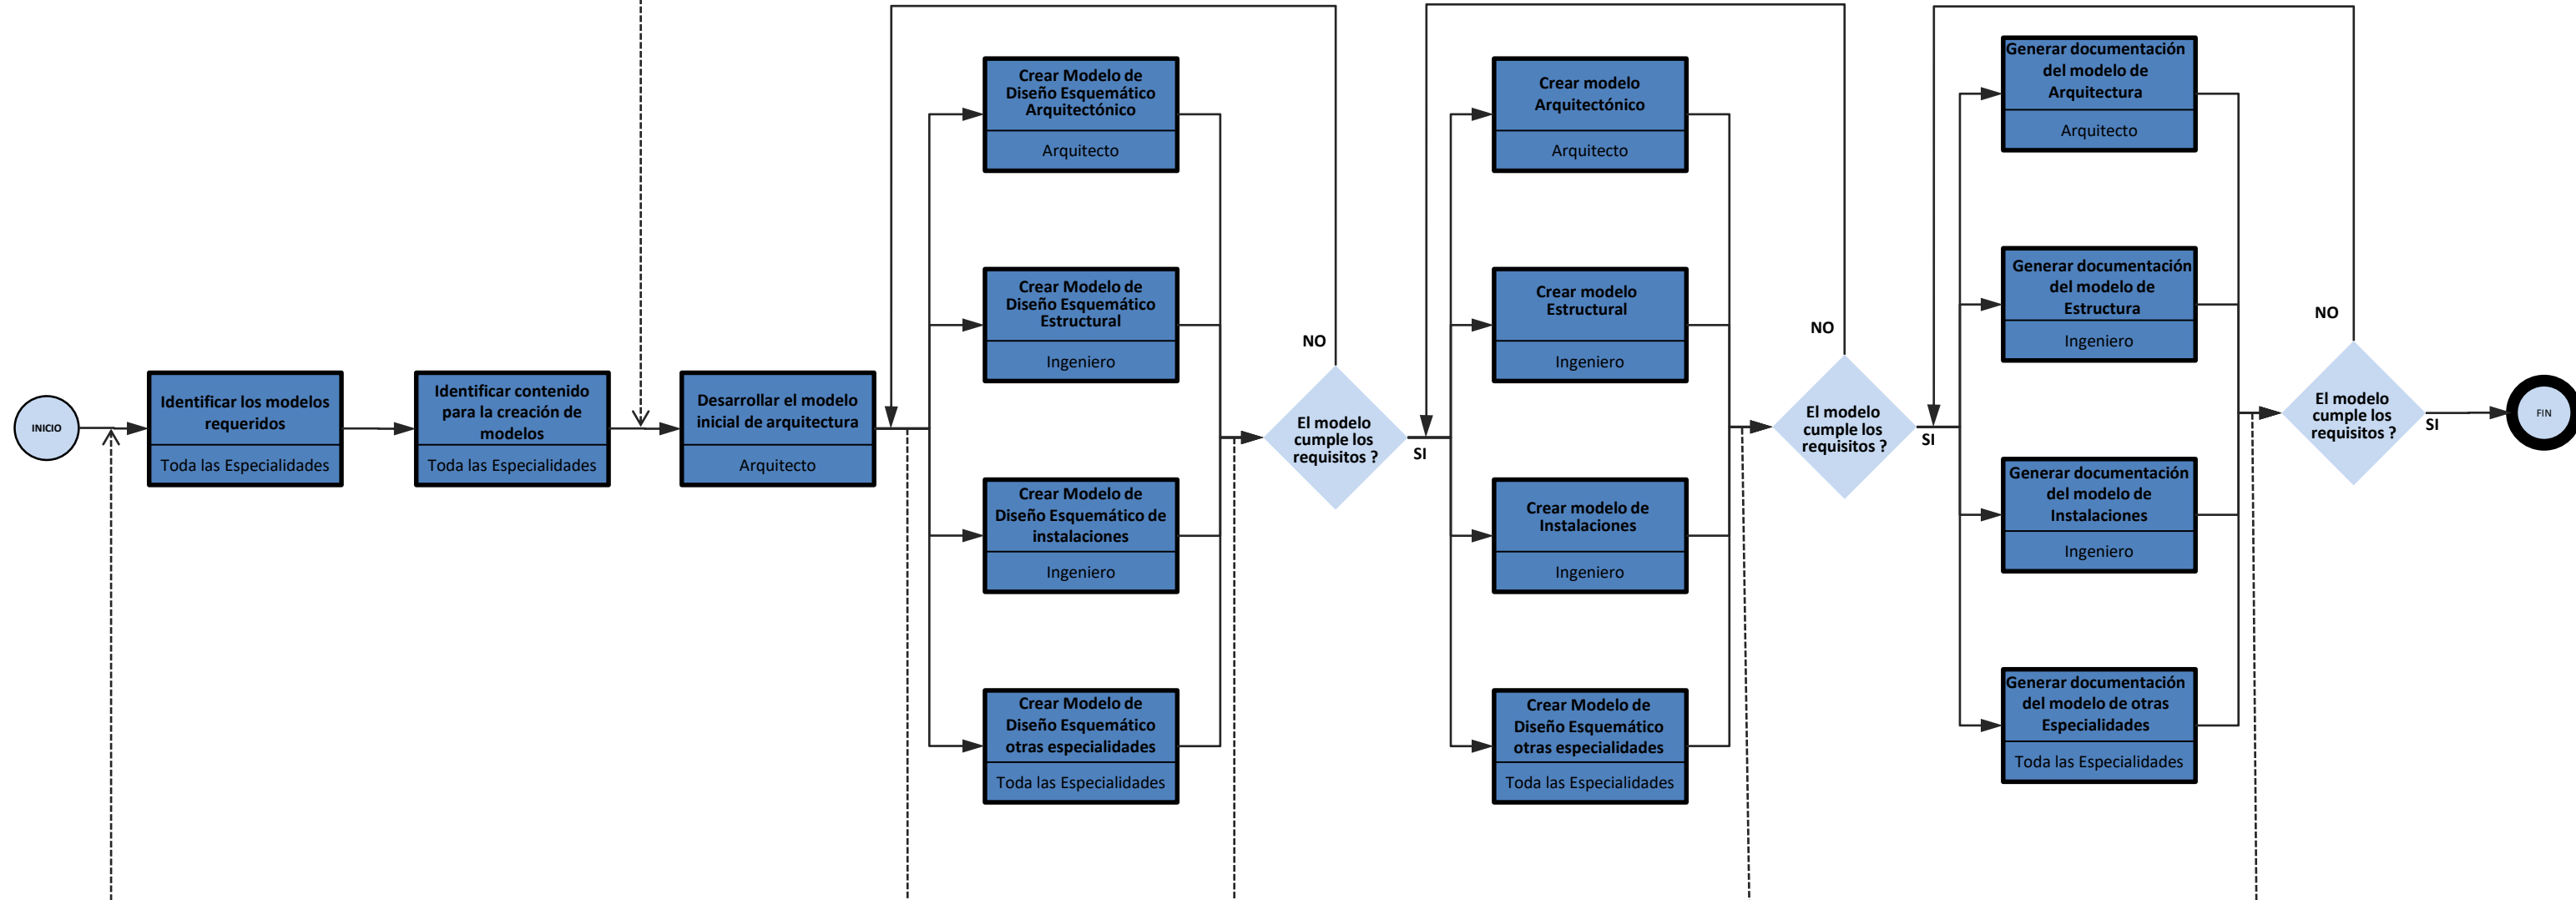 INICIO
Identificar los modelos
requeridos
Toda las Especialidades
Identificar contenido
para la creación de
modelos
Toda las Especialidades
Desarrollar el modelo
inicial de arquitectura
Arquitecto
Crear Modelo de
Diseño Esquemático
Arquitectónico
Arquitecto
Crear Modelo de
Diseño Esquemático
Estructural
Ingeniero
Crear Modelo de
Diseño Esquemático de
instalaciones
Ingeniero
Crear Modelo de
Diseño Esquemático
otras especialidades
Toda las Especialidades
NO
El modelo
cumple los
requisitos ?
SI
Crear modelo
Arquitectónico
Arquitecto
Crear modelo
Estructural
Ingeniero
Crear modelo de
Instalaciones
Ingeniero
Crear Modelo de
Diseño Esquemático
otras especialidades
Toda las Especialidades
NO
El modelo
cumple los
requisitos ?
SI
Generar documentación
del modelo de
Arquitectura
Arquitecto
Generar documentación
del modelo de
Estructura
Ingeniero
Generar documentación
del modelo de
Instalaciones
Ingeniero
Generar documentación
del modelo de otras
Especialidades
Toda las Especialidades
NO
El modelo
cumple los
requisitos ?
SI
FIN